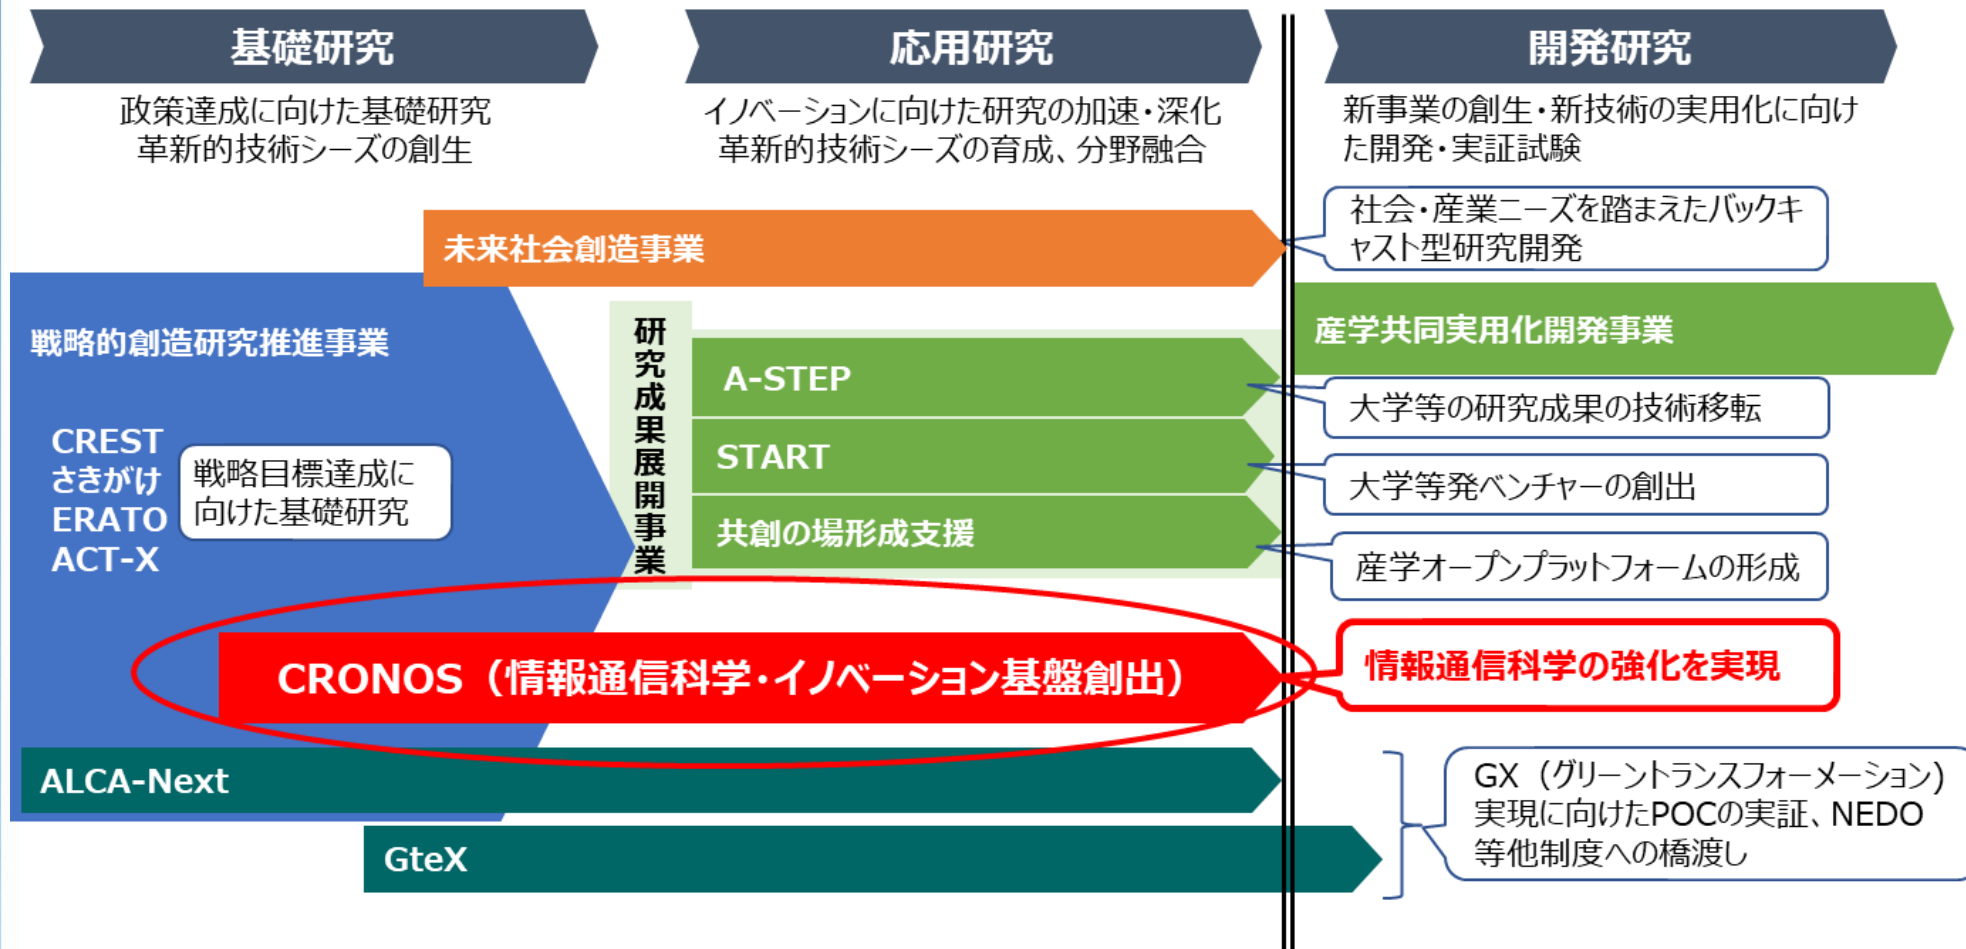 基礎研究
応用研究
開発研究
政策達成に向けた基礎研究
革新的技術シーズの創生
イノベーションに向けた研究の加速・深化
革新的技術シーズの育成、分野融合
新事業の創生・新技術の実用化に向け
た開発・実証試験
未来社会創造事業
社会・産業ニーズを踏まえたバックキ
ャスト型研究開発
戦略的創造研究推進事業
CREST
さきがけ
ERATO
ACT-X
戦略目標達成に
向けた基礎研究
研究成果展開事業
A-STEP
START
共創の場形成支援
産学共同実用化開発事業
大学等の研究成果の技術移転
大学等発ベンチャーの創出
産学オープンプラットフォームの形成
CRONOS（情報通信科学・イノベーション基盤創出）
情報通信科学の強化を実現
ALCA-Next
GteX
GX（グリーントランスフォーメーション）
実現に向けたPOCの実証、NEDO
等他制度への橋渡し